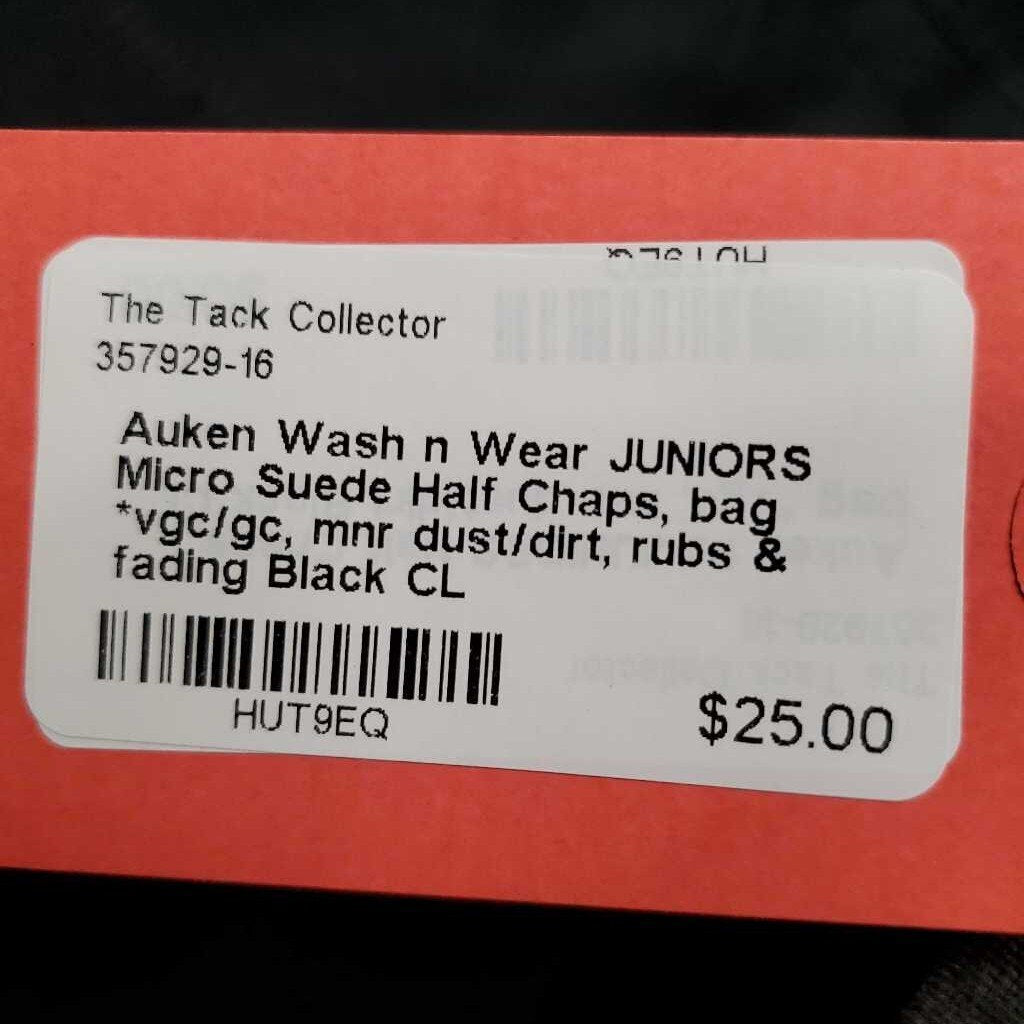 The Tack Collector
357929-16
Auken Wash n Wear JUNIORS
Micro Suede Half Chaps, bag
*vgc/gc, mnr dust/dirt, rubs &
fading Black CL
HUT9EQ
$25.00